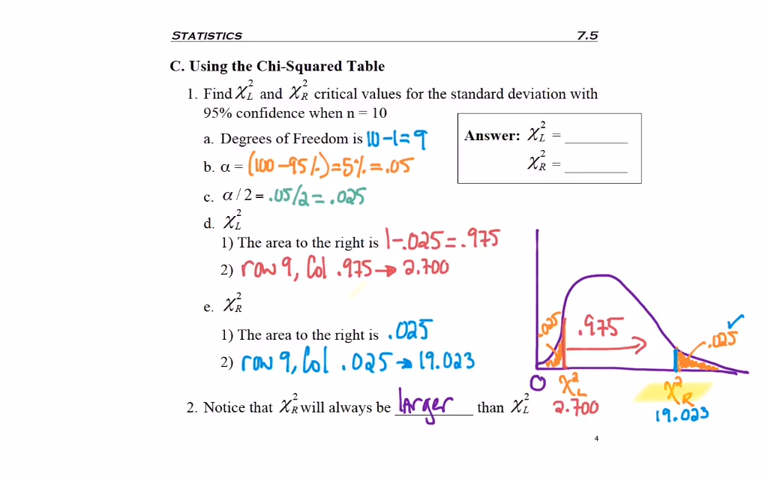 STATISTICS 7.5
C. Using the Chi-Squared Table
1. Find χ²L and χ²R critical values for the standard deviation with
95% confidence when n = 10
a. Degrees of Freedom is 10-1=9
Answer: χ²L = ________
b. α = (100-95%)=5%=.05
χ²R = ________
c. α / 2 = .05/2 = .025
d. χ²L
1) The area to the right is 1-.025=.975
2) row 9, Col .975→2.700
e. χ²R
1) The area to the right is .025
2) row 9, Col .025→19.023
2. Notice that χ²R will always be larger than χ²L
.025
.975
.025 ✓
0 χ²L χ²R
2.700 19.023
4